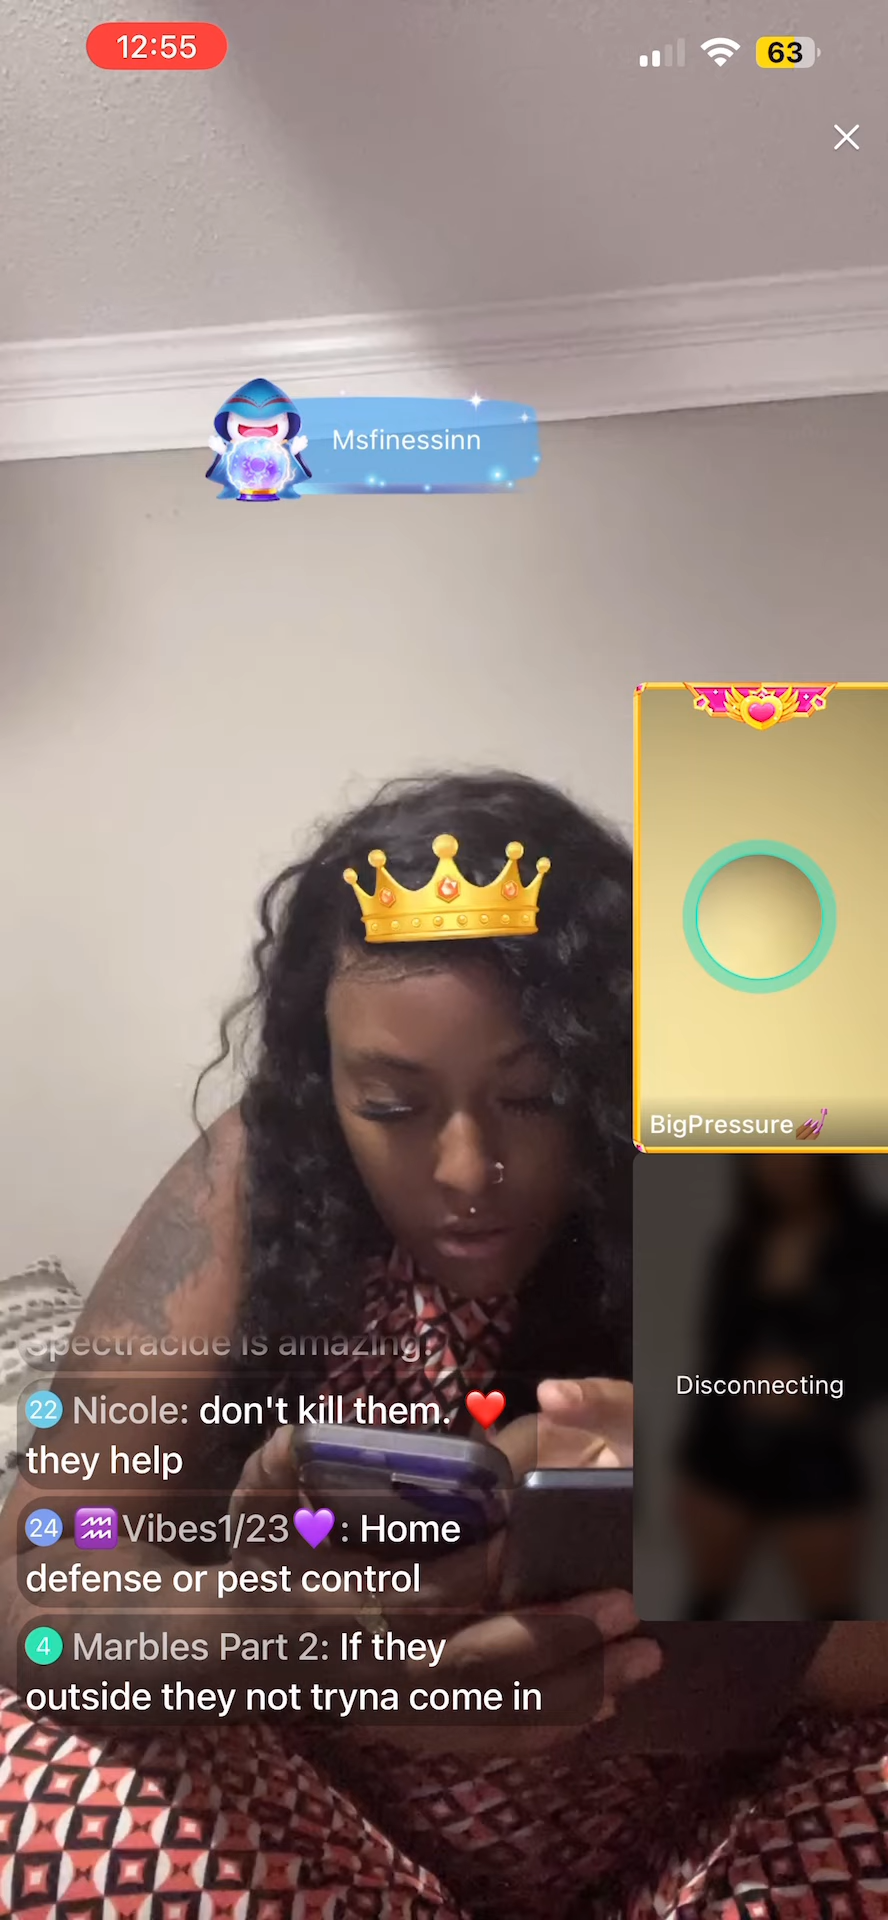 12:55
63
Msfinessinn
BigPressure💅🏾
Disconnecting
Spectracide is amazing!
22 Nicole: don't kill them. ❤️
they help
24 ♒Vibes1/23💜: Home
defense or pest control
4 Marbles Part 2: If they
outside they not tryna come in